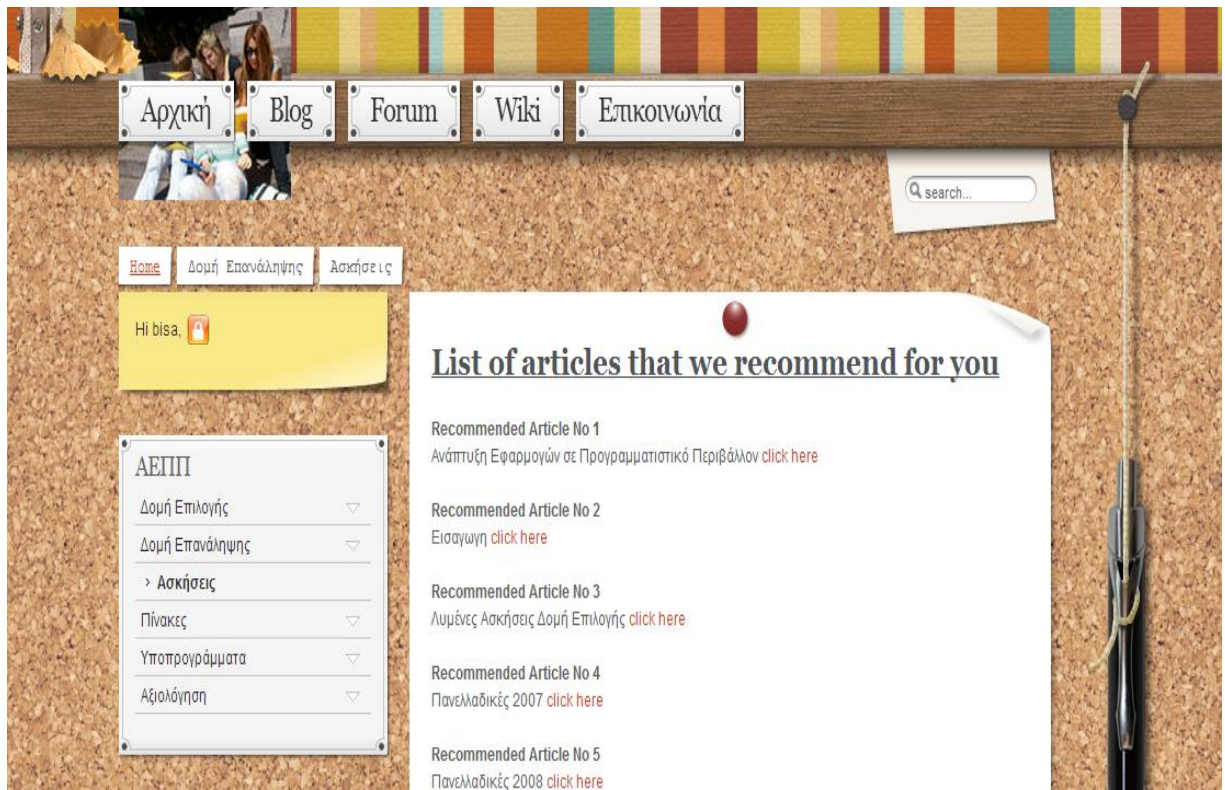 Αρχική
Blog
Forum
Wiki
Επικοινωνία
search...
Home
Δομή Επανάληψης
Ασκήσεις
Hi bisa,
ΑΕΠΠ
Δομή Επιλογής
Δομή Επανάληψης
› Ασκήσεις
Πίνακες
Υποπρογράμματα
Αξιολόγηση
List of articles that we recommend for you
Recommended Article No 1
Ανάπτυξη Εφαρμογών σε Προγραμματιστικό Περιβάλλον click here
Recommended Article No 2
Εισαγωγη click here
Recommended Article No 3
Λυμένες Ασκήσεις Δομή Επιλογής click here
Recommended Article No 4
Πανελλαδικές 2007 click here
Recommended Article No 5
Πανελλαδικές 2008 click here